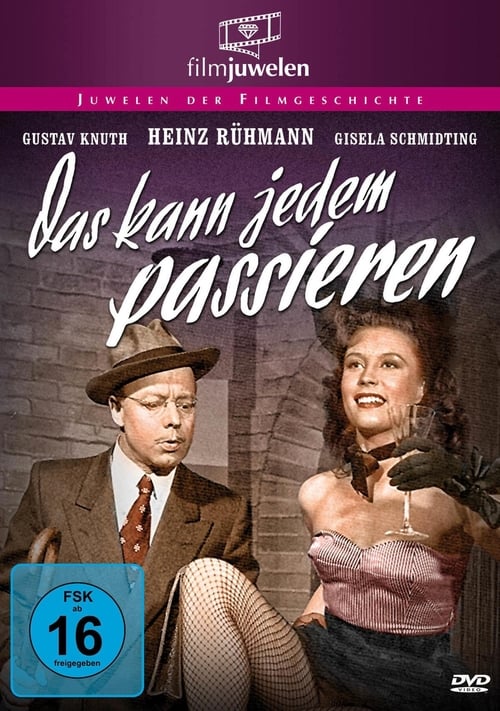 filmjuwelen
JUWELEN DER FILMGESCHICHTE
GUSTAV KNUTH HEINZ RÜHMANN GISELA SCHMIDTING
Das kann jedem
passieren
FSK
ab
16
freigegeben
DVD
VIDEO